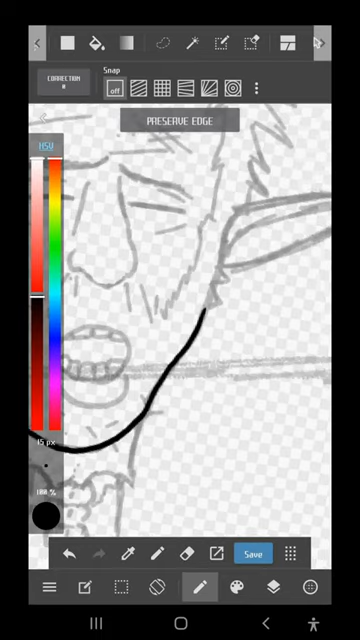 Snap
CORRECTION
off
PRESERVE EDGE
HSV
15 px
100 %
Save